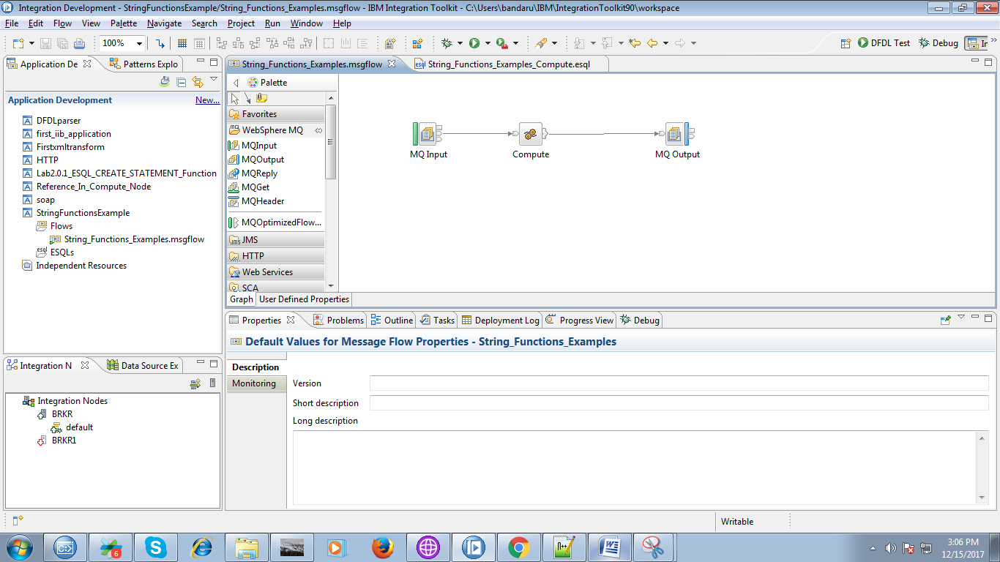 Integration Development - StringFunctionsExample/String_Functions_Examples.msgflow - IBM Integration Toolkit - C:\Users\bandaru\IBM\IntegrationToolkit90\workspace
File Edit Flow View Palette Navigate Search Project Run Window Help
100% DFDL Test Debug
Application De Patterns Explo
Application Development New...
DFDLparser
first_iib_application
Firstxmltransform
HTTP
Lab2.0.1_ESQL_CREATE_STATEMENT_Function
Reference_In_Compute_Node
soap
StringFunctionsExample
Flows
String_Functions_Examples.msgflow
ESQLs
Independent Resources
Integration N Data Source Ex
Integration Nodes
BRKR
default
BRKR1
String_Functions_Examples.msgflow String_Functions_Examples_Compute.esql
Palette
Favorites
WebSphere MQ
MQInput
MQOutput
MQReply
MQGet
MQHeader
MQOptimizedFlow...
JMS
HTTP
Web Services
SCA
MQ Input Compute MQ Output
Graph User Defined Properties
Properties Problems Outline Tasks Deployment Log Progress View Debug
Default Values for Message Flow Properties - String_Functions_Examples
Description
Monitoring
Version
Short description
Long description
Writable
6
3:06 PM
12/15/2017